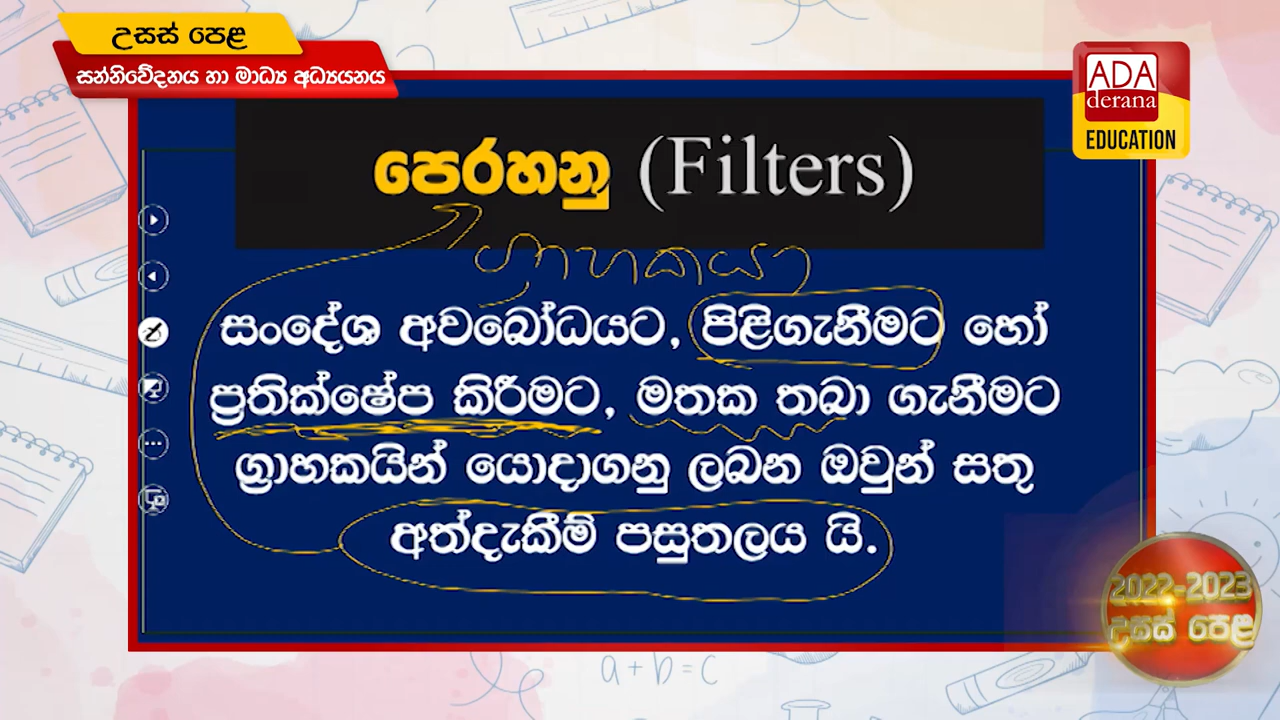 උසස් පෙළ
සන්නිවේදනය හා මාධ්‍ය අධ්‍යයනය
ADA
derana
EDUCATION
පෙරහනු (Filters)
ග්‍රාහකයා
සංදේශ අවබෝධයට, පිළිගැනීමට හෝ
ප්‍රතික්ෂේප කිරීමට, මතක තබා ගැනීමට
ග්‍රාහකයින් යොදාගනු ලබන ඔවුන් සතු
අත්දැකීම් පසුතලය යි.
2022-2023
උසස් පෙළ
a+b=c